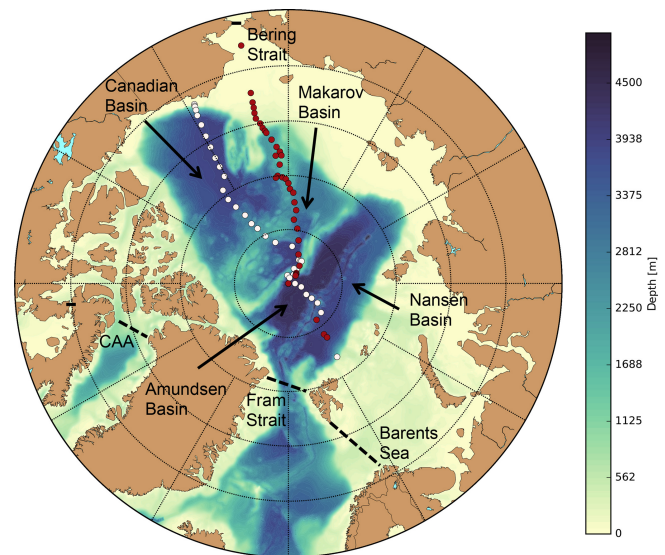 Bering
Strait
Canadian
Basin
Makarov
Basin
Nansen
Basin
CAA
Amundsen
Basin
Fram
Strait
Barents
Sea
4500
3938
3375
2812
2250
1688
1125
562
0
Depth [m]